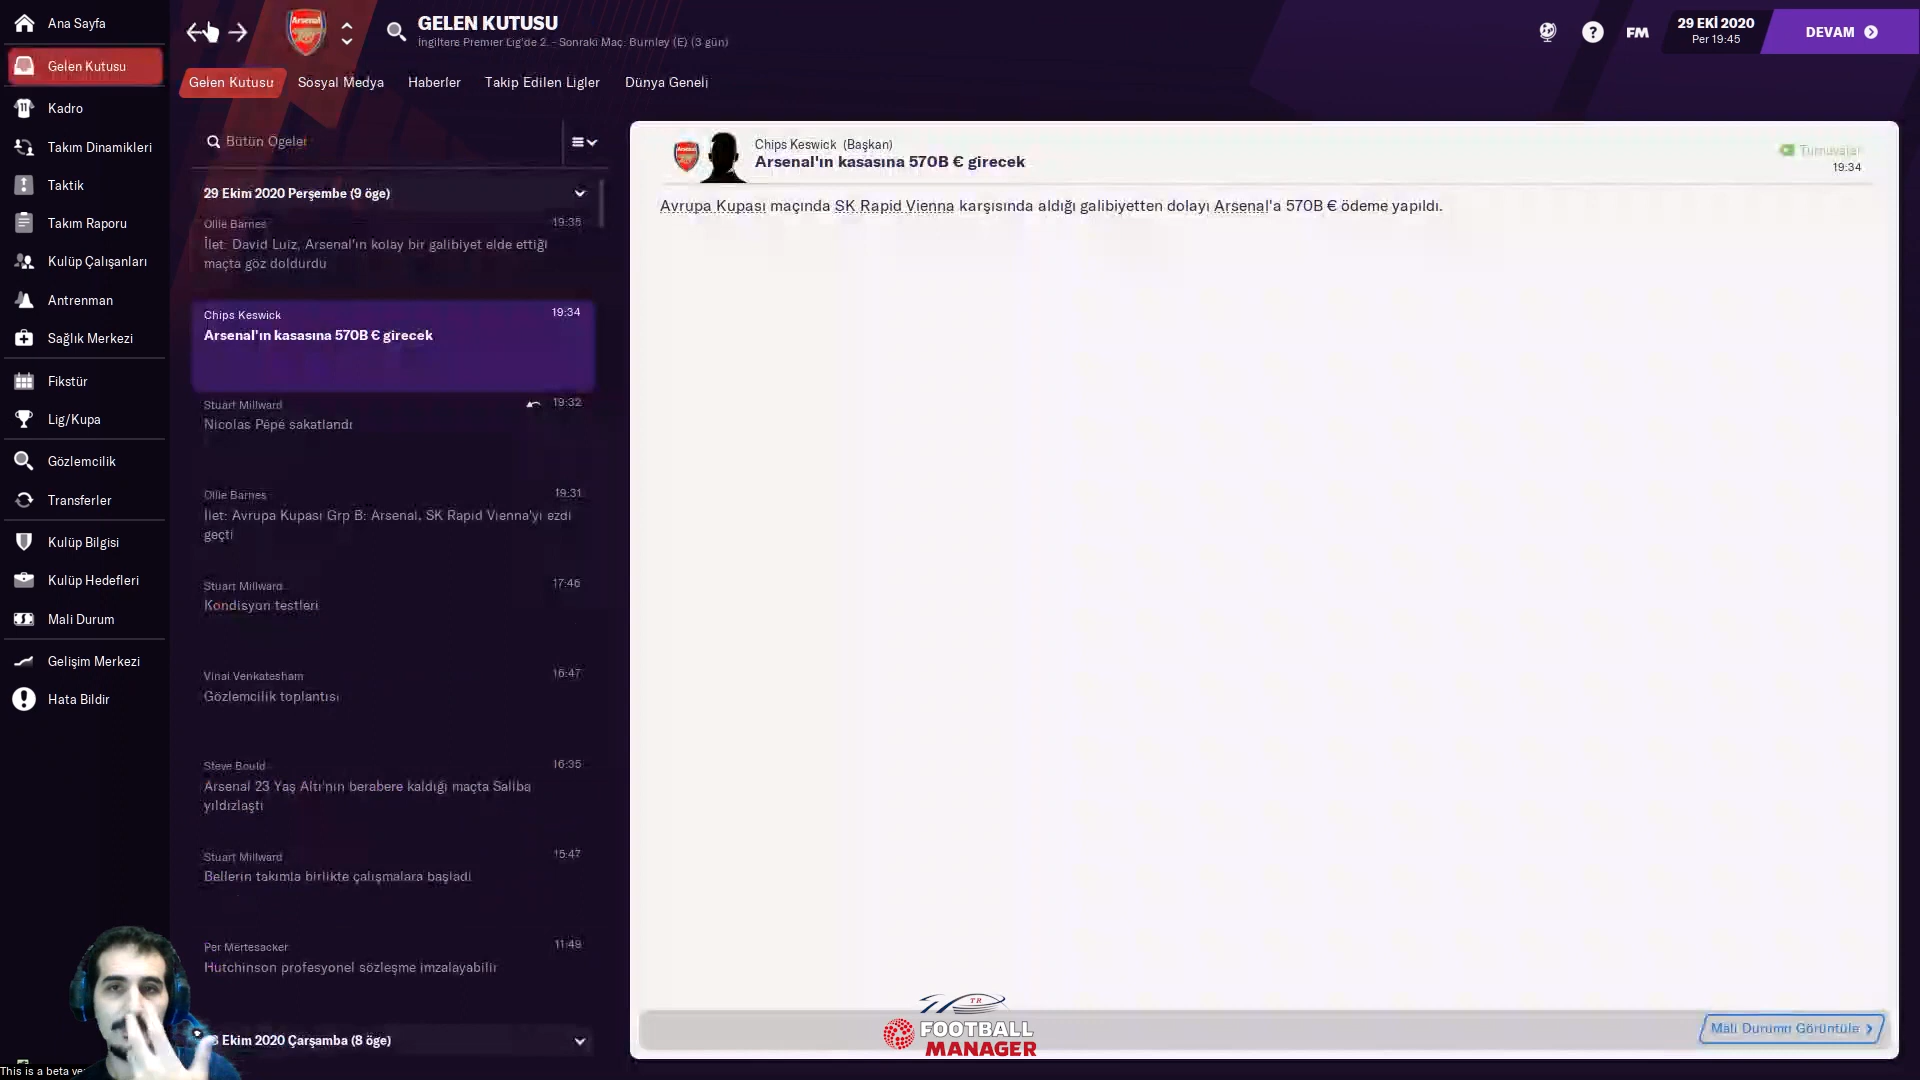 Ana Sayfa
Gelen Kutusu
Kadro
Takım Dinamikleri
Taktik
Takım Raporu
Kulüp Çalışanları
Antrenman
Sağlık Merkezi
Fikstür
Lig/Kupa
Gözlemcilik
Transferler
Kulüp Bilgisi
Kulüp Hedefleri
Mali Durum
Gelişim Merkezi
Hata Bildir
This is a beta ve
Arsenal
GELEN KUTUSU
İngiltere Premier Lig'de 2. - Sonraki Maç: Burnley (E) (3 gün)
FM
29 EKİ 2020
Per 19:45
DEVAM
Gelen Kutusu
Sosyal Medya
Haberler
Takip Edilen Ligler
Dünya Geneli
Bütün Ögeler
29 Ekim 2020 Perşembe (9 öge)
Ollie Barnes
19:35
İlet: David Luiz, Arsenal'ın kolay bir galibiyet elde ettiği
maçta göz doldurdu
Chips Keswick
19:34
Arsenal'ın kasasına 570B € girecek
Stuart Millward
19:32
Nicolas Pépé sakatlandı
Ollie Barnes
19:31
İlet: Avrupa Kupası Grp B: Arsenal, SK Rapid Vienna'yı ezdi
geçti
Stuart Millward
17:46
Kondisyon testleri
Vinai Venkatesham
16:47
Gözlemcilik toplantısı
Steve Bould
16:35
Arsenal 23 Yaş Altı'nın berabere kaldığı maçta Saliba
yıldızlaştı
Stuart Millward
15:47
Bellerin takımla birlikte çalışmalara başladı
Per Mertesacker
11:49
Hutchinson profesyonel sözleşme imzalayabilir
8 Ekim 2020 Çarşamba (8 öge)
Chips Keswick (Başkan)
Arsenal'ın kasasına 570B € girecek
Turnuvalar
19:34
Avrupa Kupası maçında SK Rapid Vienna karşısında aldığı galibiyetten dolayı Arsenal'a 570B € ödeme yapıldı.
TR
FOOTBALL
MANAGER
Mali Durumu Görüntüle